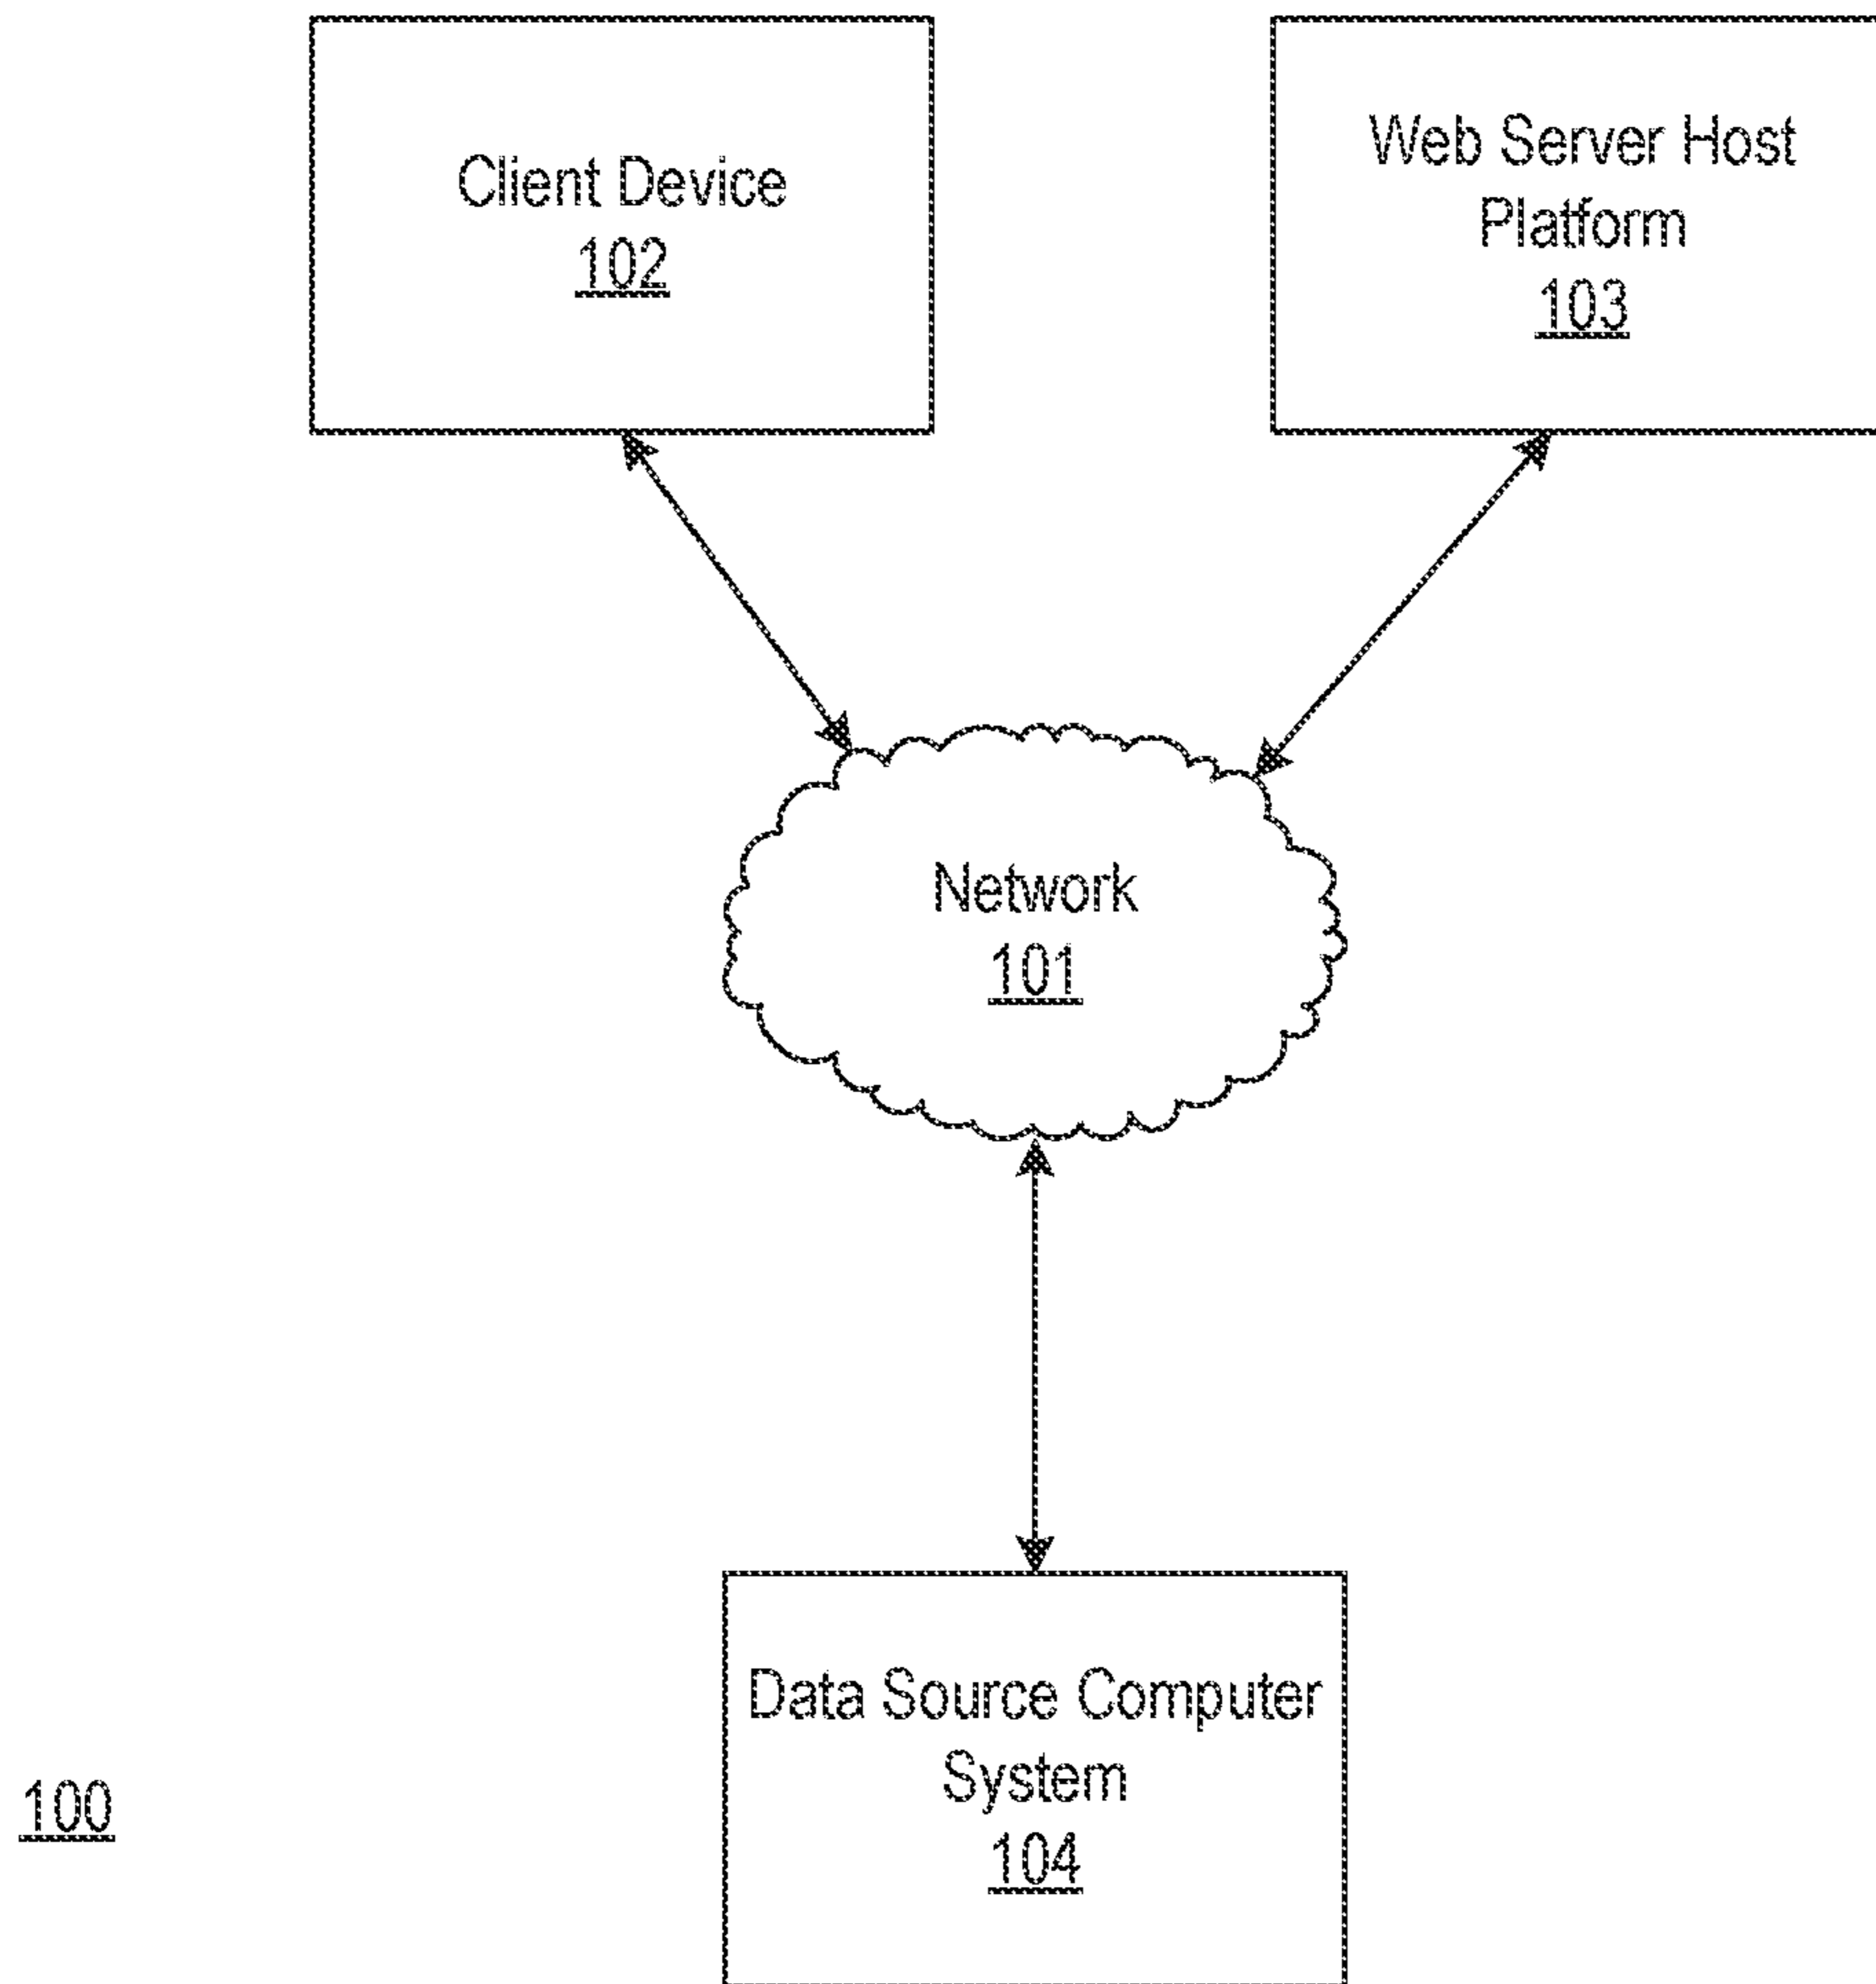 Client Device
102
Web Server Host
Platform
103
Network
101
Data Source Computer
System
104
100